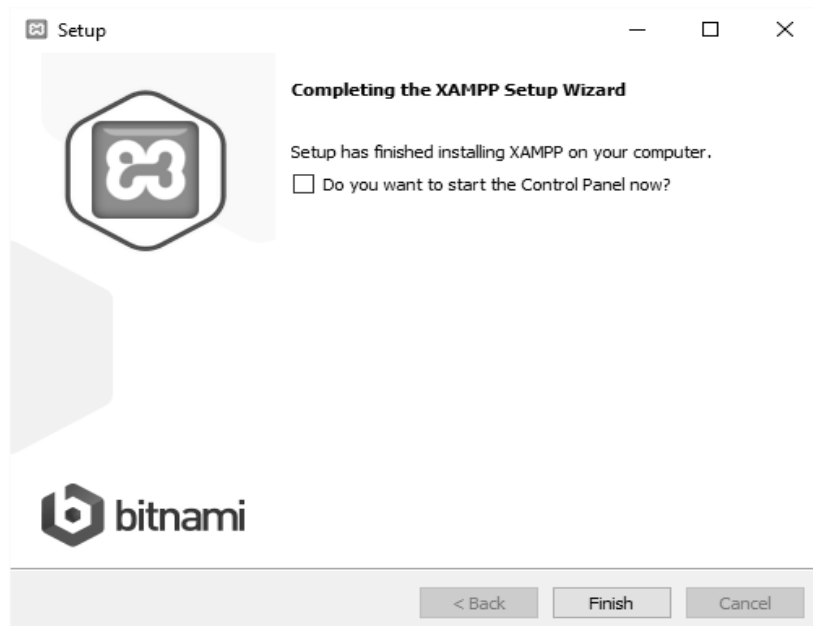 Setup
Completing the XAMPP Setup Wizard
Setup has finished installing XAMPP on your computer.
Do you want to start the Control Panel now?
bitnami
< Back
Finish
Cancel